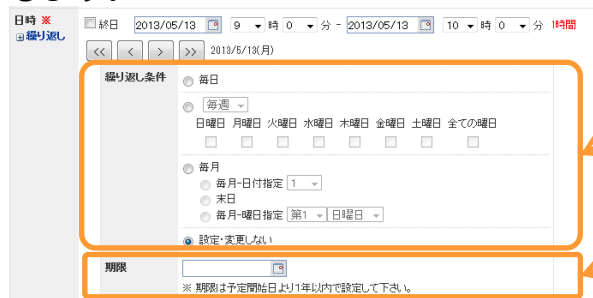 日時 ※
繰り返し
終日 2013/05/13 9 時 0 分 - 2013/05/13 10 時 0 分 1時間
<< < > >> 2013/5/13(月)
繰り返し条件
毎日
毎週
日曜日 月曜日 火曜日 水曜日 木曜日 金曜日 土曜日 全ての曜日
毎月
毎月-日付指定 1
末日
毎月-曜日指定 第1 日曜日
設定・変更しない
期限
※ 期限は予定開始日より1年以内で設定して下さい。